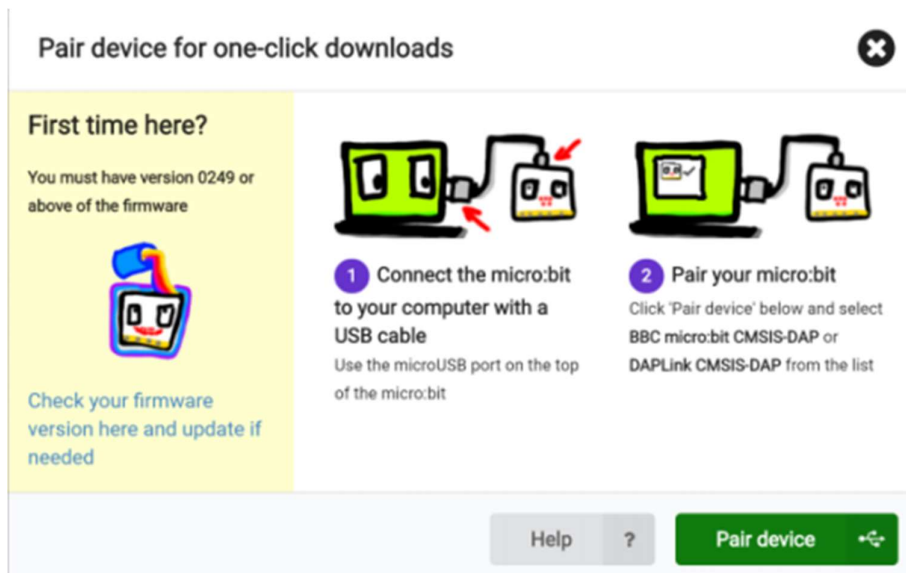 Pair device for one-click downloads
First time here?
You must have version 0249 or
above of the firmware
Check your firmware
version here and update if
needed
1 Connect the micro:bit
to your computer with a
USB cable
Use the microUSB port on the top
of the micro:bit
2 Pair your micro:bit
Click 'Pair device' below and select
BBC micro:bit CMSIS-DAP or
DAPLink CMSIS-DAP from the list
Help ?
Pair device